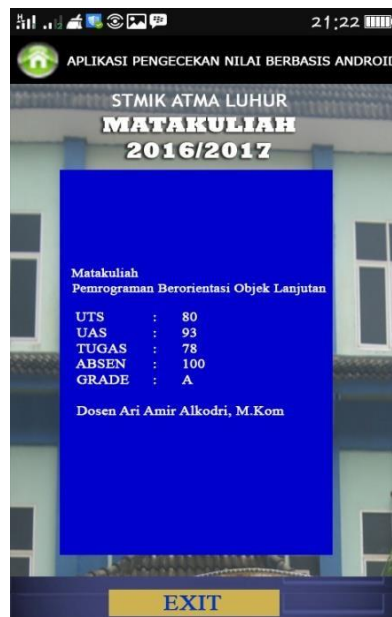 21:22
APLIKASI PENGECEKAN NILAI BERBASIS ANDROID
STMIK ATMA LUHUR
MATAKULIAH
2016/2017
Matakuliah
Pemrograman Berorientasi Objek Lanjutan
UTS : 80
UAS : 93
TUGAS : 78
ABSEN : 100
GRADE : A
Dosen Ari Amir Alkodri, M.Kom
EXIT